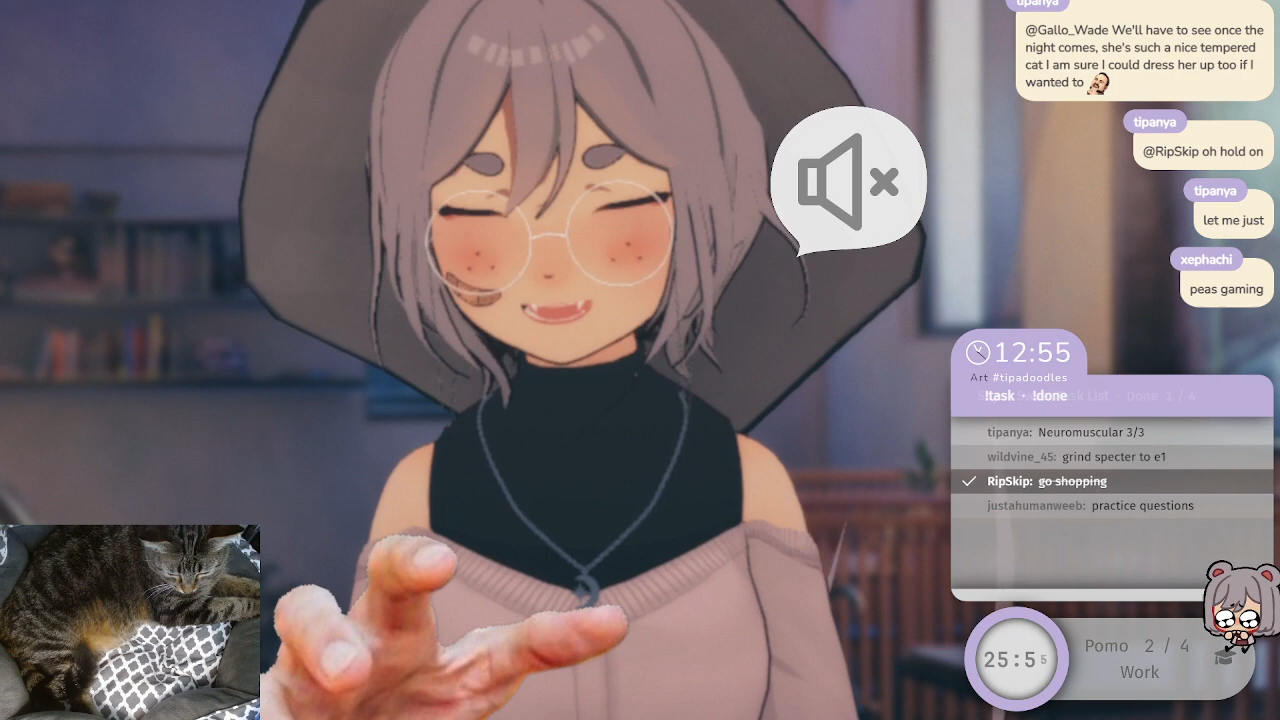 tipanya
@Gallo_Wade We'll have to see once the
night comes, she's such a nice tempered
cat I am sure I could dress her up too if I
wanted to
tipanya
@RipSkip oh hold on
tipanya
let me just
xephachi
peas gaming
12:55
Art #tipadoodles
!task · !done
tipanya: Neuromuscular 3/3
wildvine_45: grind specter to e1
RipSkip: go shopping
justahumanweeb: practice questions
25:55
Pomo 2 / 4
Work